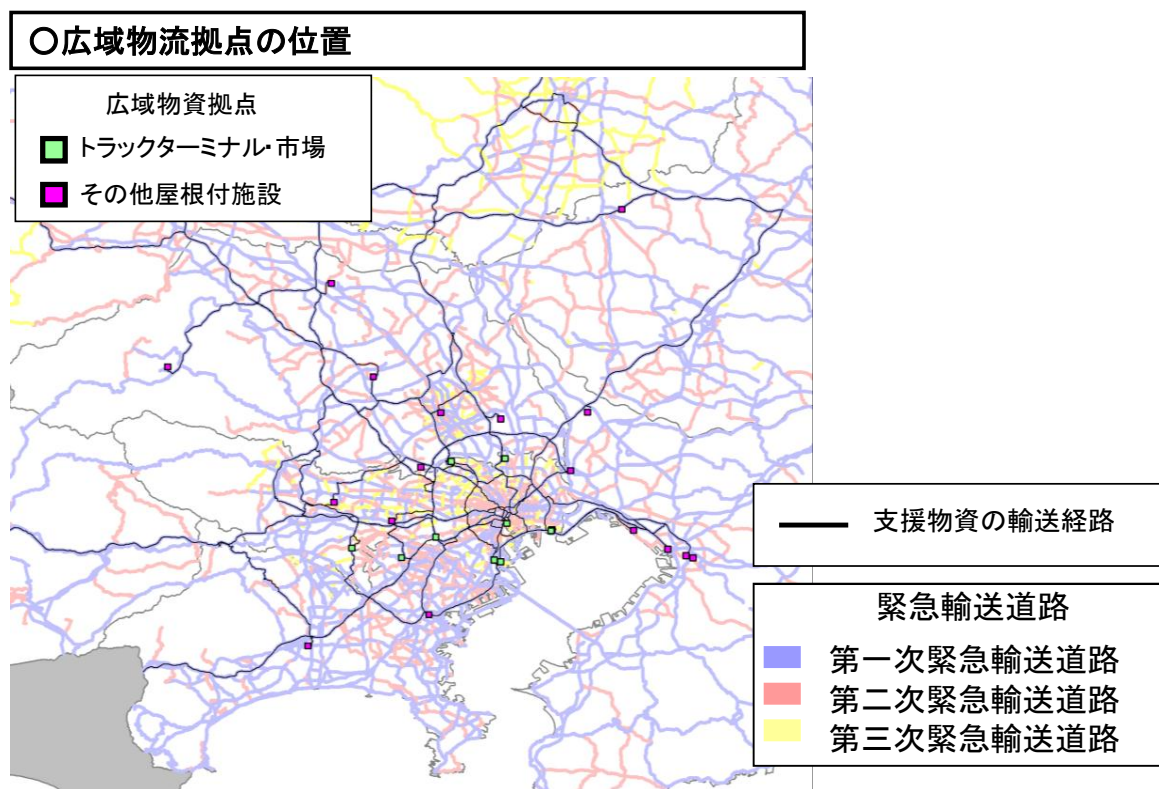 〇広域物流拠点の位置
広域物資拠点
トラックターミナル・市場
その他屋根付施設
支援物資の輸送経路
緊急輸送道路
第一次緊急輸送道路
第二次緊急輸送道路
第三次緊急輸送道路